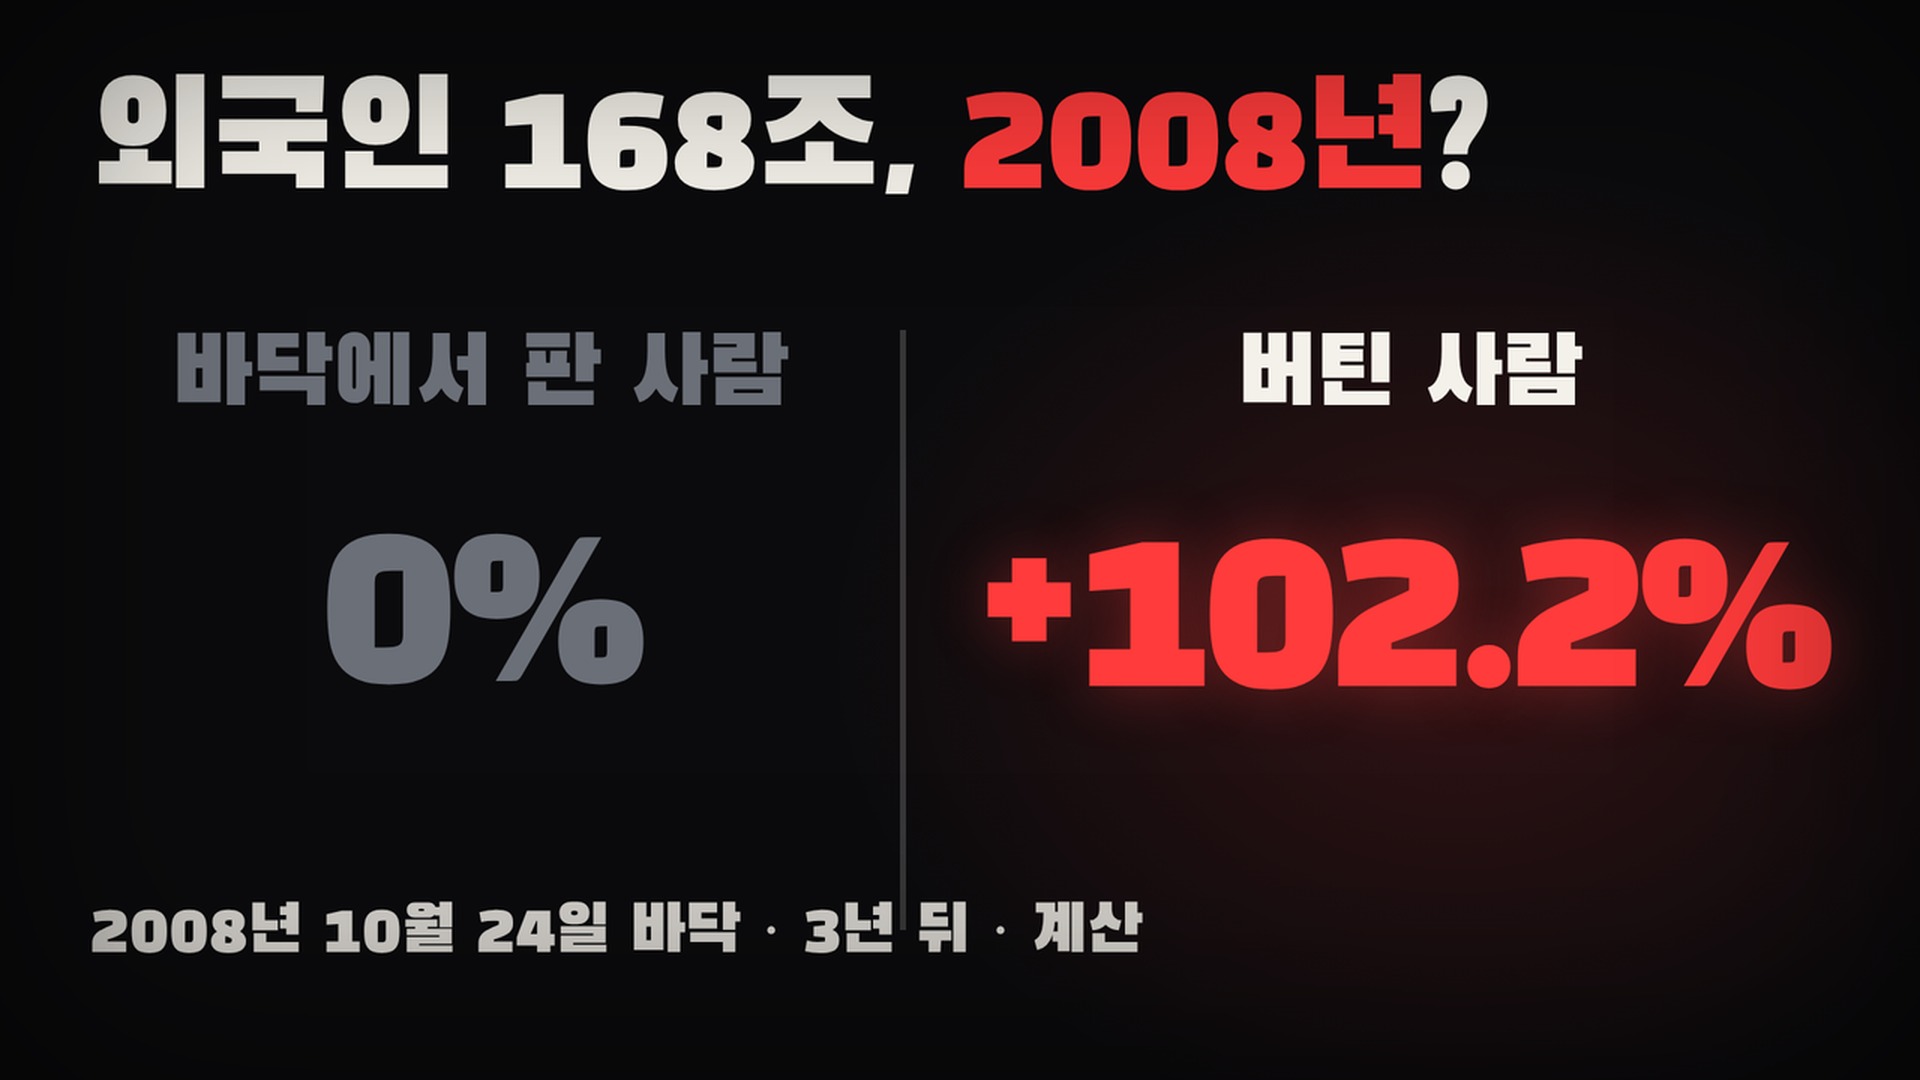 외국인 168조, 2008년?
바닥에서 판 사람
버틴 사람
0%
+102.2%
2008년 10월 24일 바닥 · 3년 뒤 · 계산